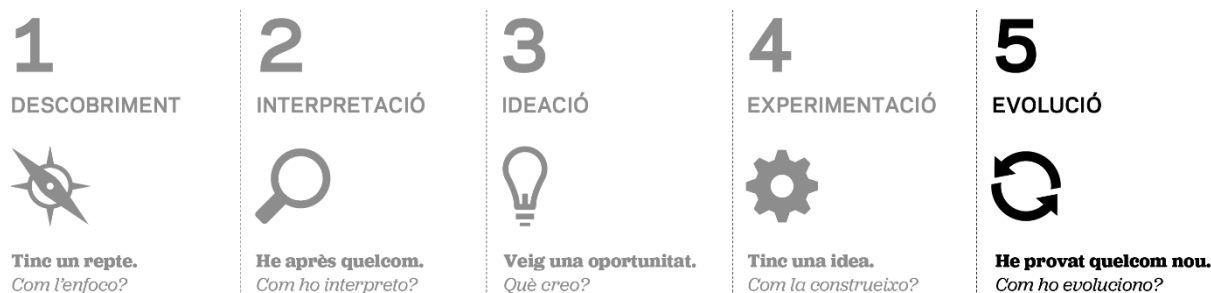 1
DESCOBRIMENT
Tinc un repte.
Com l'enfoco?
2
INTERPRETACIÓ
He après quelcom.
Com ho interpreto?
3
IDEACIÓ
Veig una oportunitat.
Què creo?
4
EXPERIMENTACIÓ
Tinc una idea.
Com la construeixo?
5
EVOLUCIÓ
He provat quelcom nou.
Com ho evoluciono?